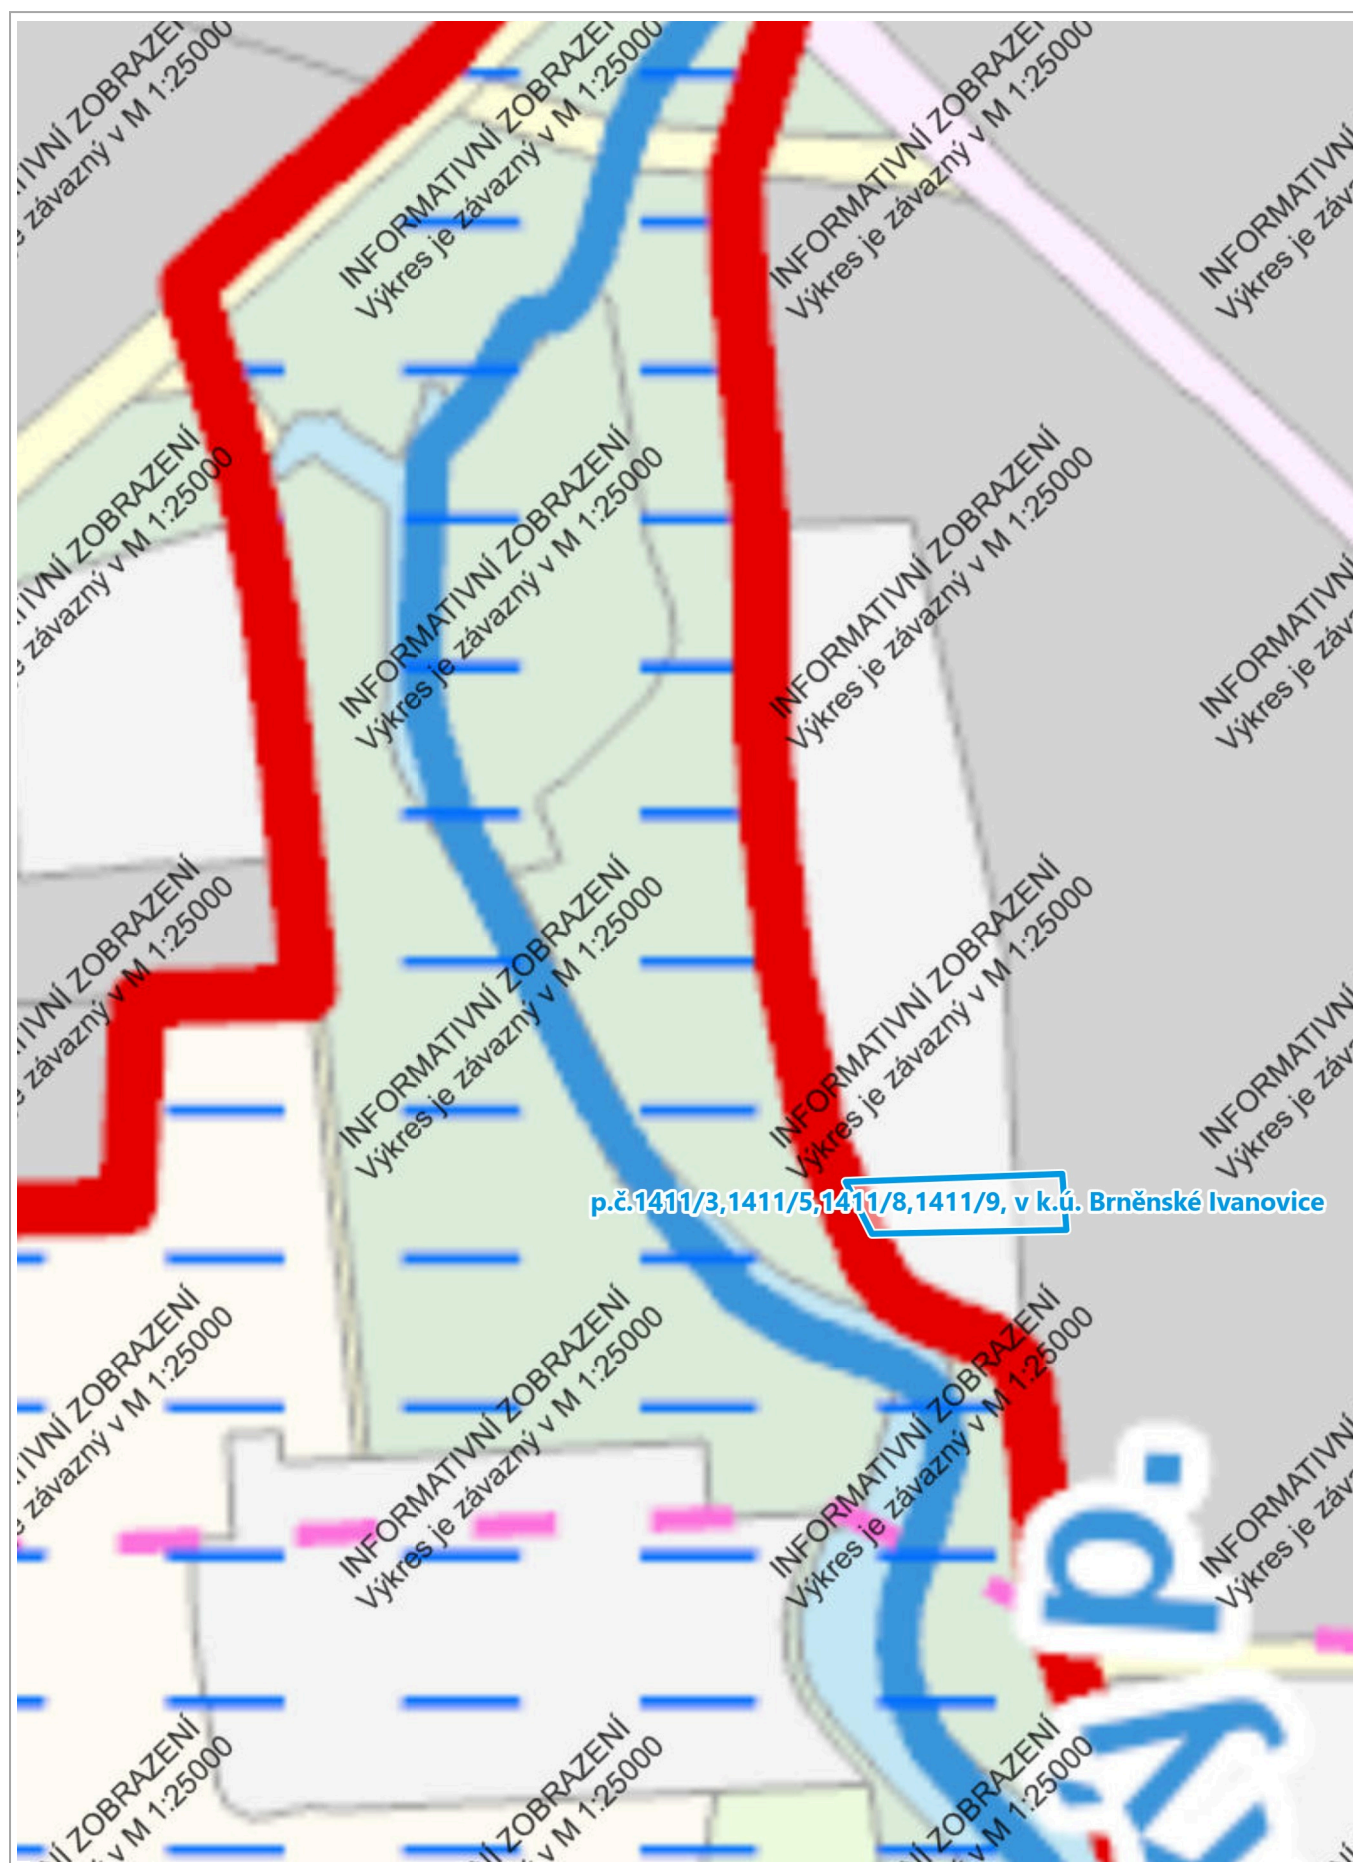 INFORMATIVNÍ ZOBRAZENÍ
Výkres je závazný v M 1:25000
INFORMATIVNÍ ZOBRAZENÍ
Výkres je závazný v M 1:25000
INFORMATIVNÍ ZOBRAZENÍ
Výkres je závazný v M 1:25000
INFORMATIVNÍ ZOBRAZENÍ
Výkres je závazný v M 1:25000
INFORMATIVNÍ ZOBRAZENÍ
Výkres je závazný v M 1:25000
INFORMATIVNÍ ZOBRAZENÍ
Výkres je závazný v M 1:25000
p.č.1411/3,1411/5,1411/8,1411/9, v k.ú. Brněnské Ivanovice
INFORMATIVNÍ ZOBRAZENÍ
Výkres je závazný v M 1:25000
INFORMATIVNÍ ZOBRAZENÍ
Výkres je závazný v M 1:25000
p.